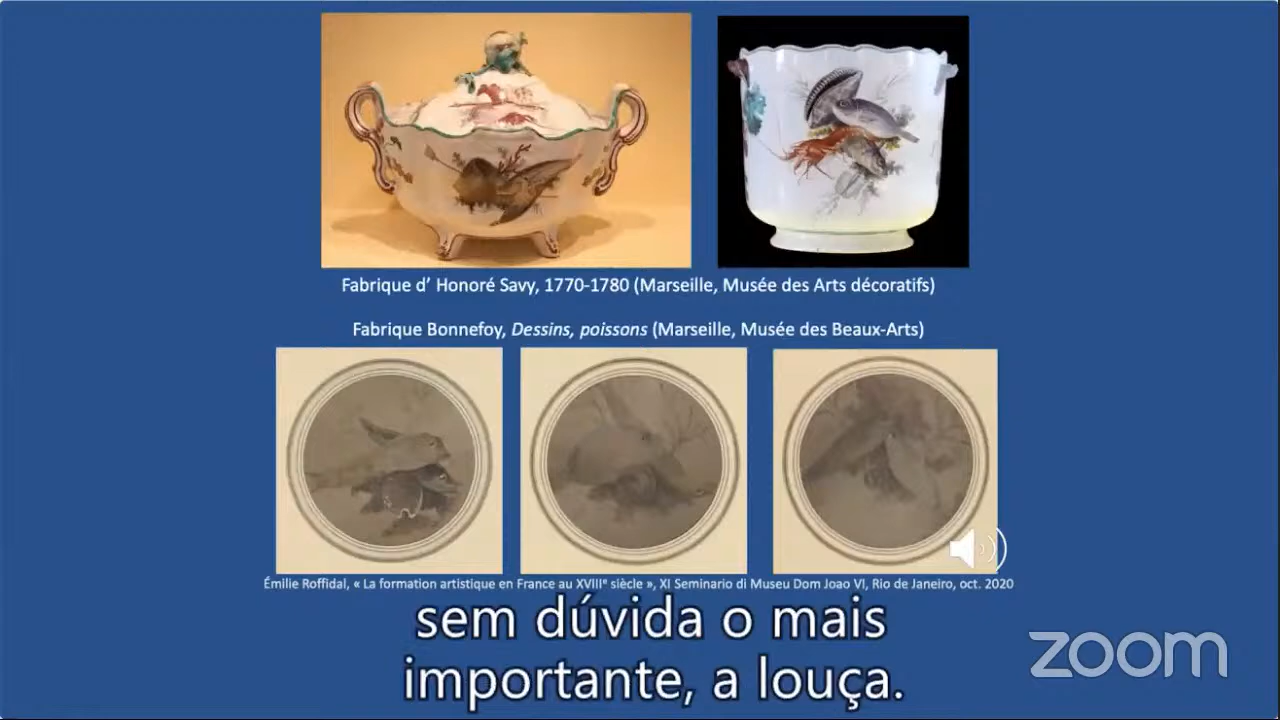 Fabrique d’ Honoré Savy, 1770-1780 (Marseille, Musée des Arts décoratifs)
Fabrique Bonnefoy, Dessins, poissons (Marseille, Musée des Beaux-Arts)
Émilie Roffidal, « La formation artistique en France au XVIIIᵉ siècle », XI Seminario di Museu Dom Joao VI, Rio de Janeiro, oct. 2020
sem dúvida o mais
importante, a louça.
zoom